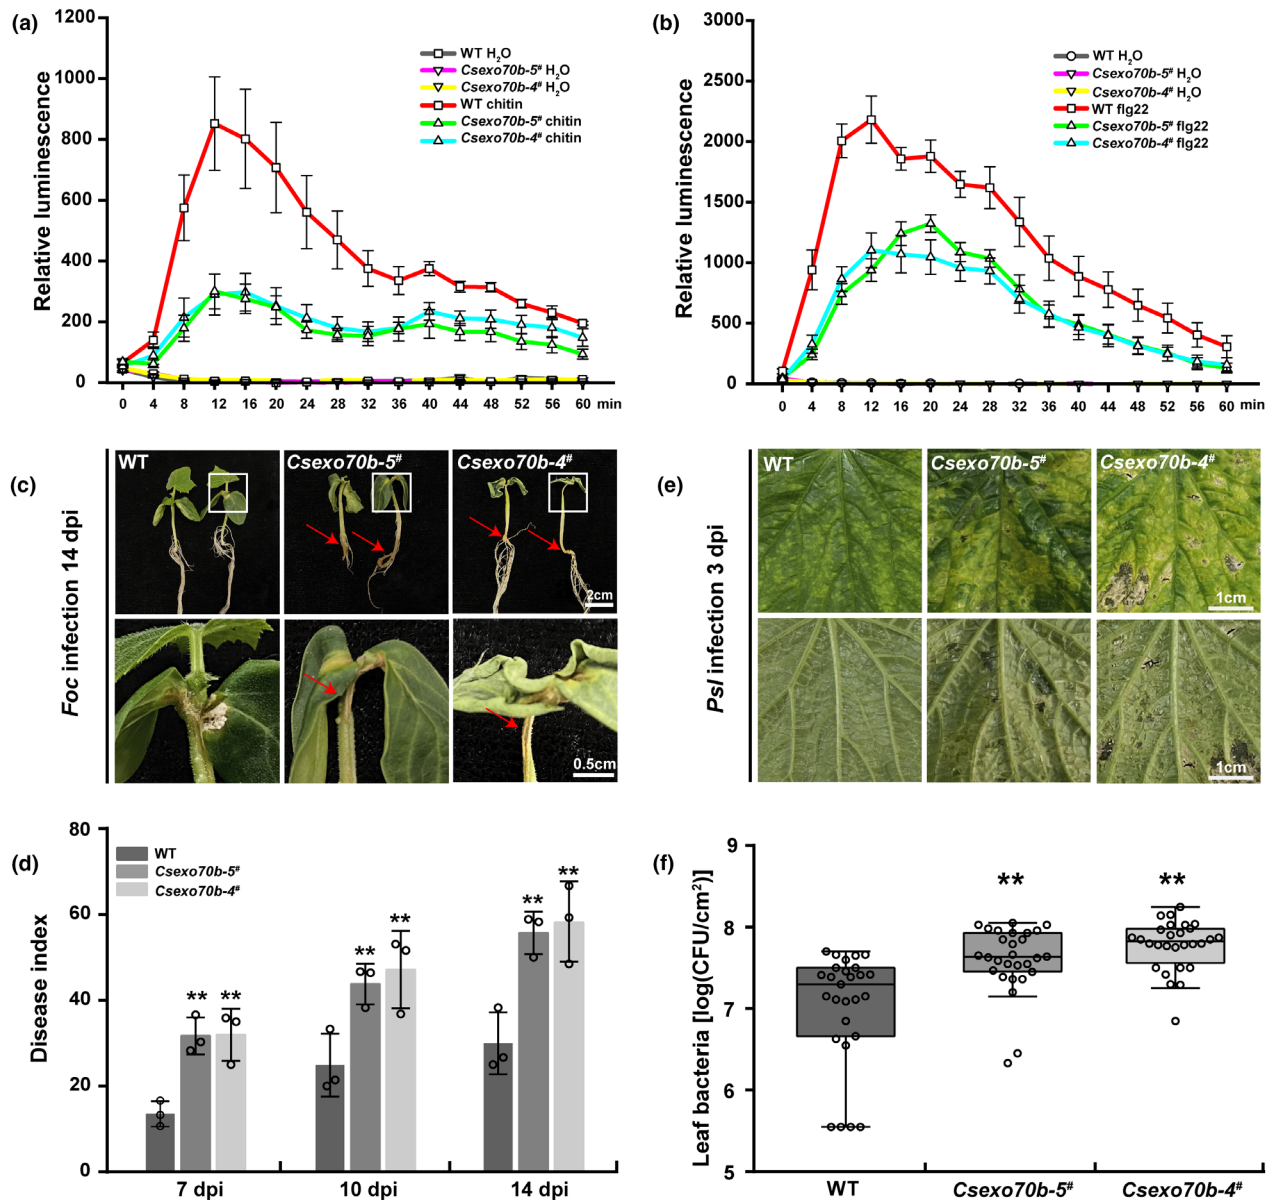 (a)
Relative luminescence
1200
1000
800
600
400
200
0
0 4 8 12 16 20 24 28 32 36 40 44 48 52 56 60 min
WT H₂O
Csexo70b-5# H₂O
Csexo70b-4# H₂O
WT chitin
Csexo70b-5# chitin
Csexo70b-4# chitin
(b)
Relative luminescence
3000
2500
2000
1500
1000
500
0
0 4 8 12 16 20 24 28 32 36 40 44 48 52 56 60 min
WT H₂O
Csexo70b-5# H₂O
Csexo70b-4# H₂O
WT flg22
Csexo70b-5# flg22
Csexo70b-4# flg22
(c)
Foc infection 14 dpi
WT
Csexo70b-5#
Csexo70b-4#
2cm
0.5cm
(e)
Psl infection 3 dpi
WT
Csexo70b-5#
Csexo70b-4#
1cm
1cm
(d)
Disease index
80
60
40
20
0
WT
Csexo70b-5#
Csexo70b-4#
** **
** **
** **
7 dpi 10 dpi 14 dpi
(f)
Leaf bacteria [log(CFU/cm²)]
9
8
7
6
5
** **
WT Csexo70b-5# Csexo70b-4#